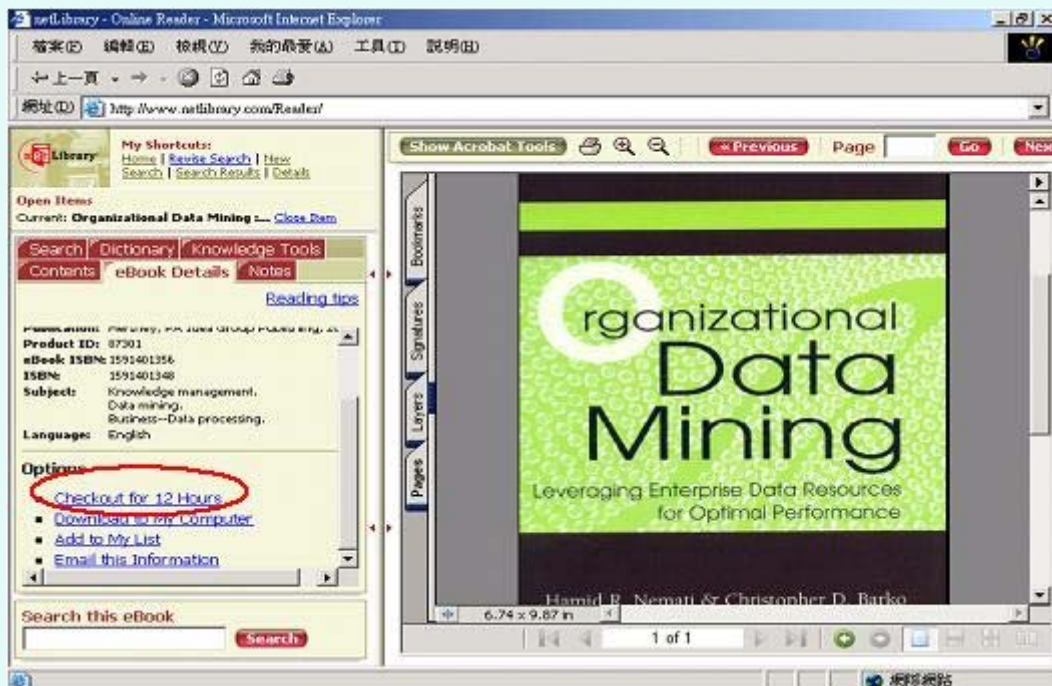 netLibrary - Online Reader - Microsoft Internet Explorer
檔案(F) 編輯(E) 檢視(V) 我的最愛(A) 工具(T) 說明(H)
上一頁
網址(D) http://www.netlibrary.com/Reader/
Library
My Shortcuts:
Home | Revise Search | New
Search | Search Results | Details
Open Items
Current: Organizational Data Mining :... Close Item
Search Dictionary Knowledge Tools
Contents eBook Details Notes
Reading tips
Publication: Hershey, PA Idea Group Publishing,
Product ID: 87301
eBook ISBN: 1591401356
ISBN: 1591401348
Subject: Knowledge management.
Data mining.
Business--Data processing.
Language: English
Options
Checkout for 12 Hours
Download to My Computer
Add to My List
Email this Information
Search this eBook
Search
Show Acrobat Tools « Previous Page Go Next
Bookmarks
Signatures
Layers
Pages
Organizational
Data
Mining
Leveraging Enterprise Data Resources
for Optimal Performance
Hamid R. Nemati & Christopher D. Barko
6.74 x 9.87 in
1 of 1
網際網路